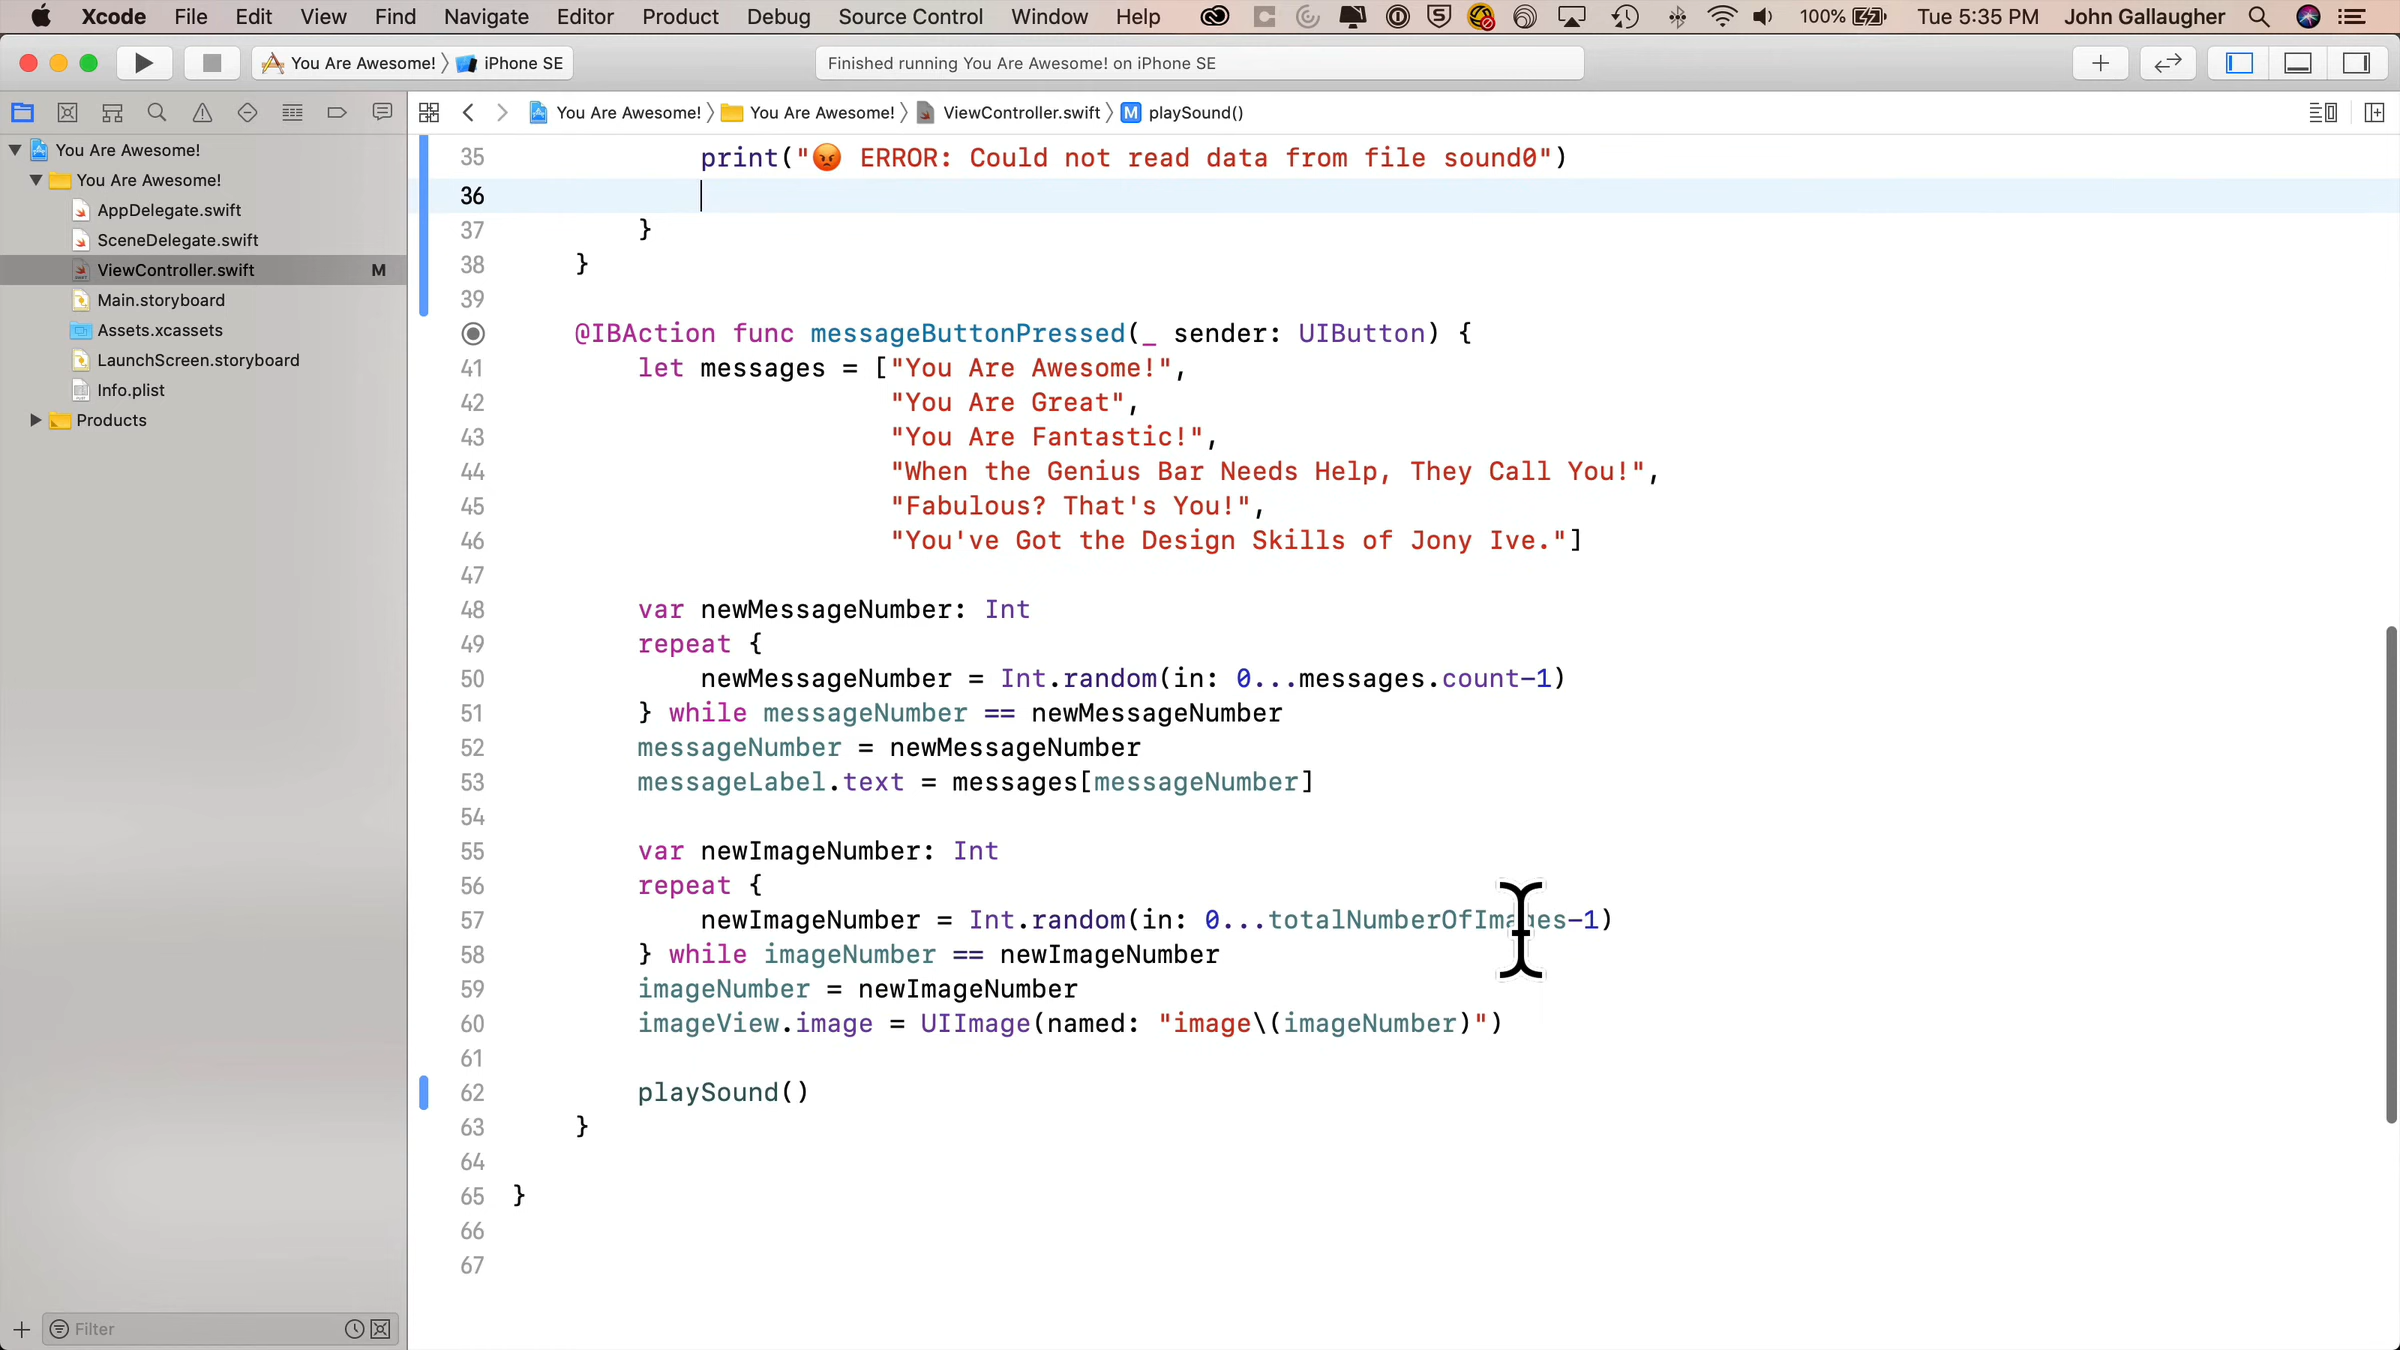 Xcode File Edit View Find Navigate Editor Product Debug Source Control Window Help 100% Tue 5:35 PM John Gallaugher
You Are Awesome! iPhone SE
Finished running You Are Awesome! on iPhone SE
You Are Awesome! You Are Awesome! ViewController.swift M playSound()
You Are Awesome!
You Are Awesome!
AppDelegate.swift
SceneDelegate.swift
ViewController.swift M
Main.storyboard
Assets.xcassets
LaunchScreen.storyboard
Info.plist
Products
Filter
35 print("😡 ERROR: Could not read data from file sound0")
36
37 }
38 }
39
@IBAction func messageButtonPressed(_ sender: UIButton) {
41 let messages = ["You Are Awesome!",
42 "You Are Great",
43 "You Are Fantastic!",
44 "When the Genius Bar Needs Help, They Call You!",
45 "Fabulous? That's You!",
46 "You've Got the Design Skills of Jony Ive."]
47
48 var newMessageNumber: Int
49 repeat {
50 newMessageNumber = Int.random(in: 0...messages.count-1)
51 } while messageNumber == newMessageNumber
52 messageNumber = newMessageNumber
53 messageLabel.text = messages[messageNumber]
54
55 var newImageNumber: Int
56 repeat {
57 newImageNumber = Int.random(in: 0...totalNumberOfImages-1)
58 } while imageNumber == newImageNumber
59 imageNumber = newImageNumber
60 imageView.image = UIImage(named: "image\(imageNumber)")
61
62 playSound()
63 }
64
65 }
66
67